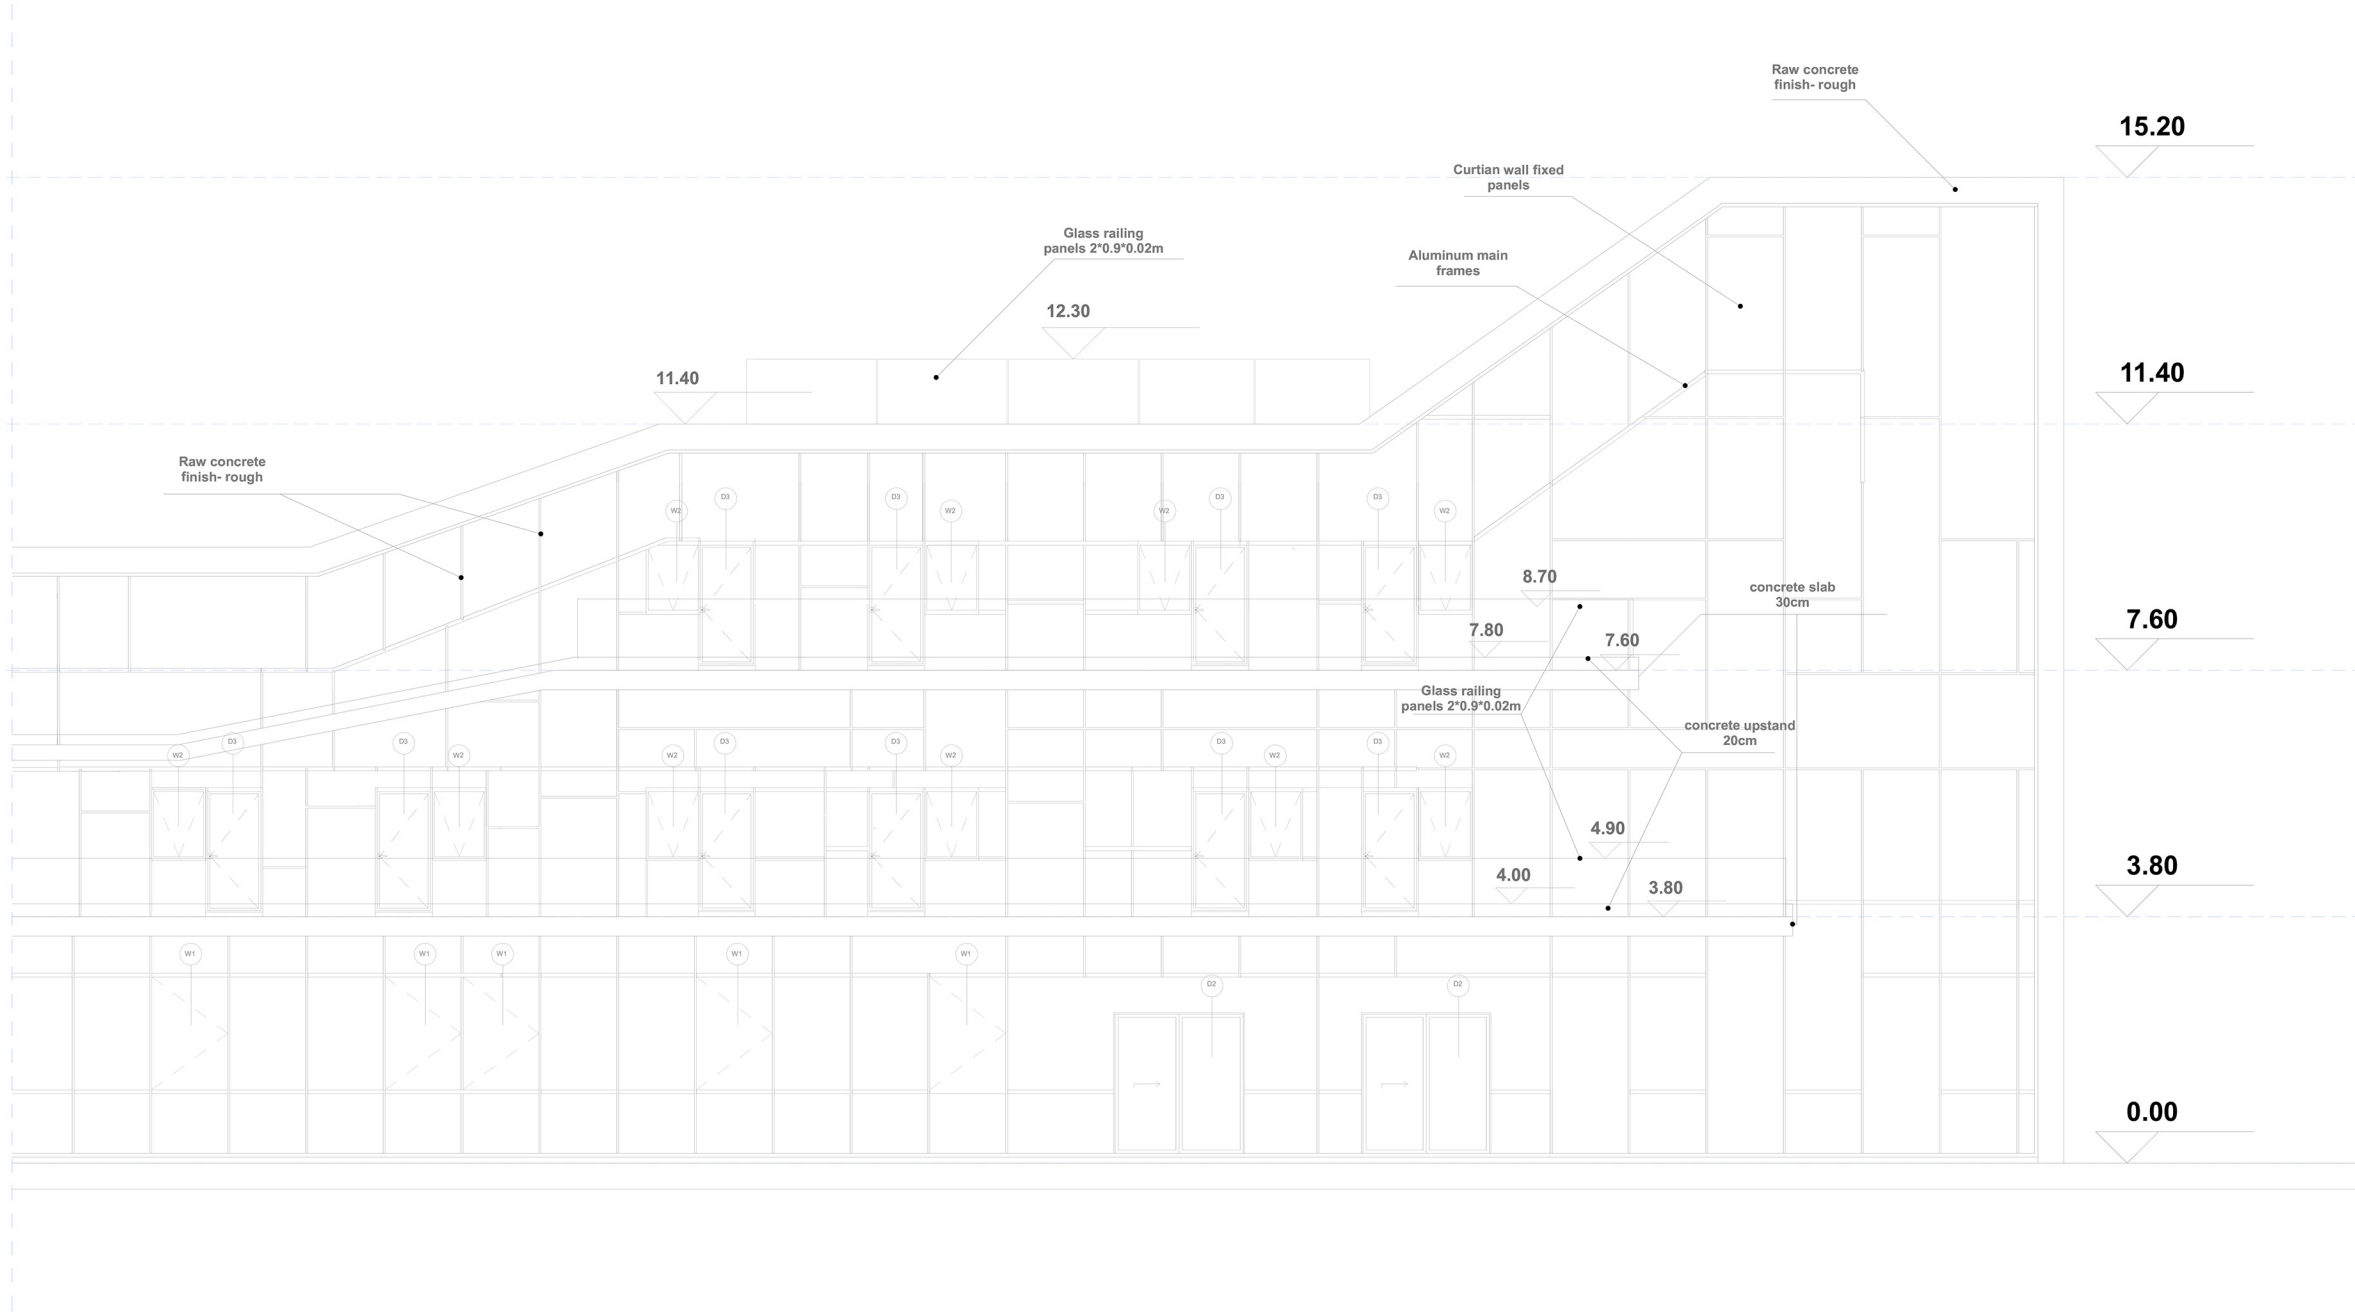 Raw concrete
finish- rough
15.20
Curtian wall fixed
panels
Glass railing
panels 2*0.9*0.02m
Aluminum main
frames
12.30
11.40
11.40
Raw concrete
finish- rough
D3
D3
D3
D3
W2
W2
W2
W2
8.70
concrete slab
30cm
7.80
7.60
7.60
Glass railing
panels 2*0.9*0.02m
concrete upstand
20cm
D3
D3
D3
D3
D3
D3
W2
W2
W2
W2
W2
W2
4.90
4.00
3.80
3.80
W1
W1
W1
W1
W1
D2
D2
0.00